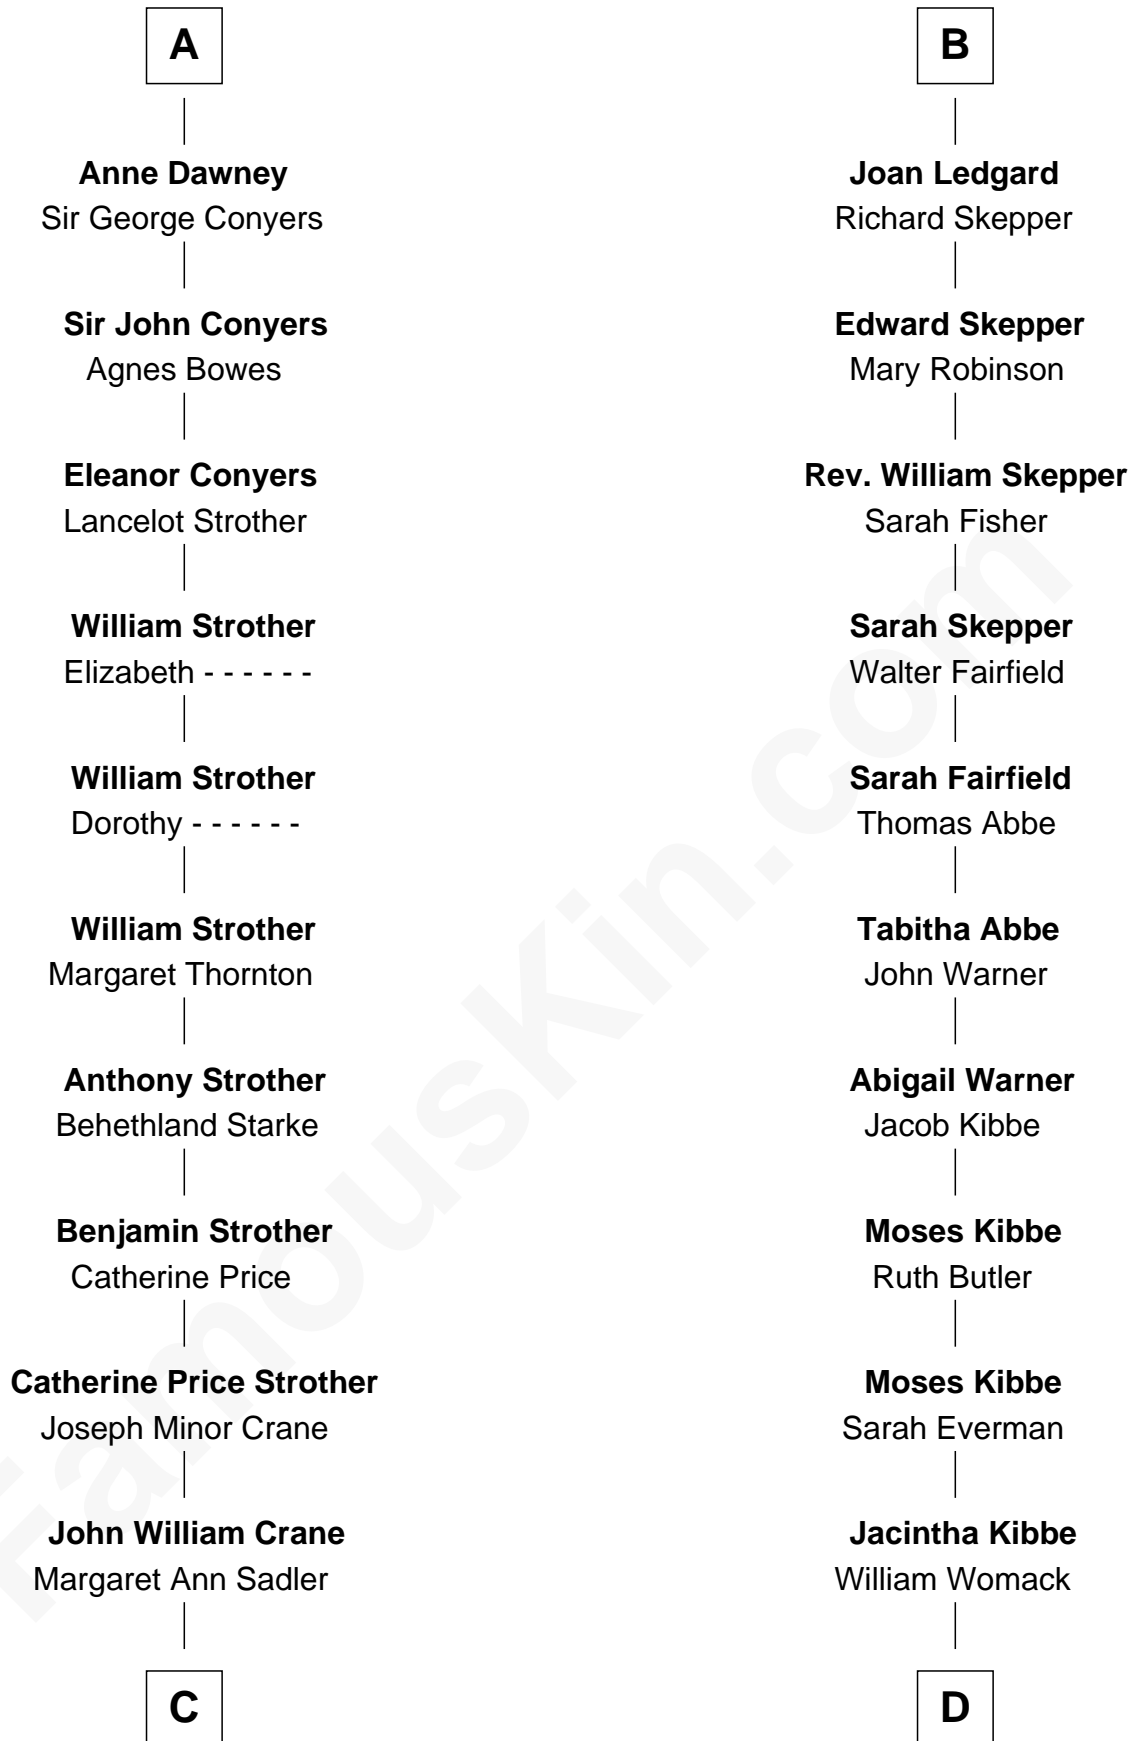 A
Anne Dawney
Sir George Conyers
Sir John Conyers
Agnes Bowes
Eleanor Conyers
Lancelot Strother
William Strother
Elizabeth - - - - - -
William Strother
Dorothy - - - - - -
William Strother
Margaret Thornton
Anthony Strother
Behethland Starke
Benjamin Strother
Catherine Price
Catherine Price Strother
Joseph Minor Crane
John William Crane
Margaret Ann Sadler
C
B
Joan Ledgard
Richard Skepper
Edward Skepper
Mary Robinson
Rev. William Skepper
Sarah Fisher
Sarah Skepper
Walter Fairfield
Sarah Fairfield
Thomas Abbe
Tabitha Abbe
John Warner
Abigail Warner
Jacob Kibbe
Moses Kibbe
Ruth Butler
Moses Kibbe
Sarah Everman
Jacintha Kibbe
William Womack
D
FamousKin.com